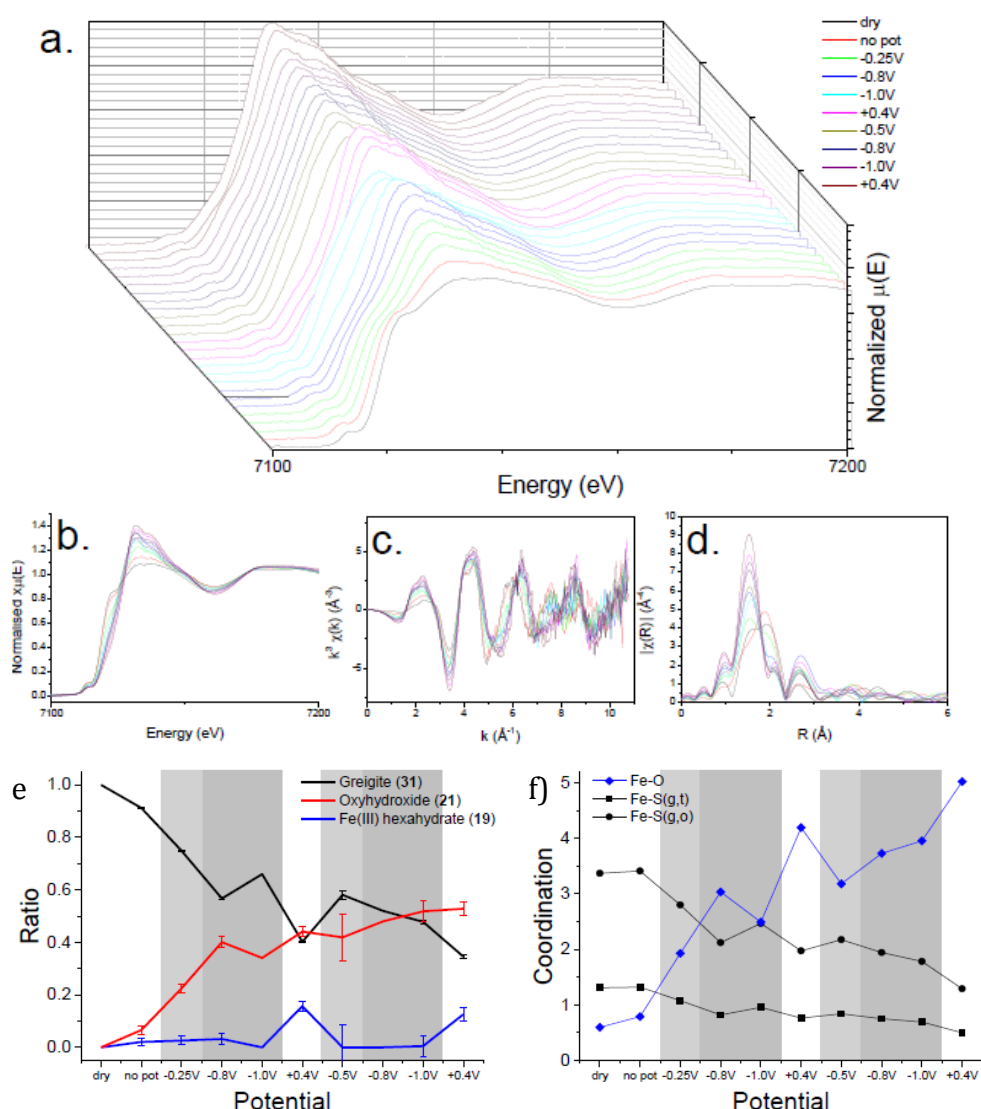 a.
dry
no pot
-0.25V
-0.8V
-1.0V
+0.4V
-0.5V
-0.8V
-1.0V
+0.4V
Normalized μ(E)
7100
7200
Energy (eV)
b.
Normalised xμ(E)
1.4
1.2
1.0
0.8
0.6
0.4
0.2
0.0
7100
7200
Energy (eV)
c.
k³ χ(k) (Å⁻³)
5
0
-5
0 2 4 6 8 10
k (Å⁻¹)
d.
|χ(R)| (Å⁻⁴)
10
9
8
7
6
5
4
3
2
1
0
0 2 4 6
R (Å)
e
Greigite (31)
Oxyhydroxide (21)
Fe(III) hexahydrate (19)
Ratio
1.0
0.8
0.6
0.4
0.2
0.0
dry no pot -0.25V -0.8V -1.0V +0.4V -0.5V -0.8V -1.0V +0.4V
Potential
f)
Fe-O
Fe-S(g,t)
Fe-S(g,o)
Coordination
5
4
3
2
1
0
dry no pot -0.25V -0.8V -1.0V +0.4V -0.5V -0.8V -1.0V +0.4V
Potential